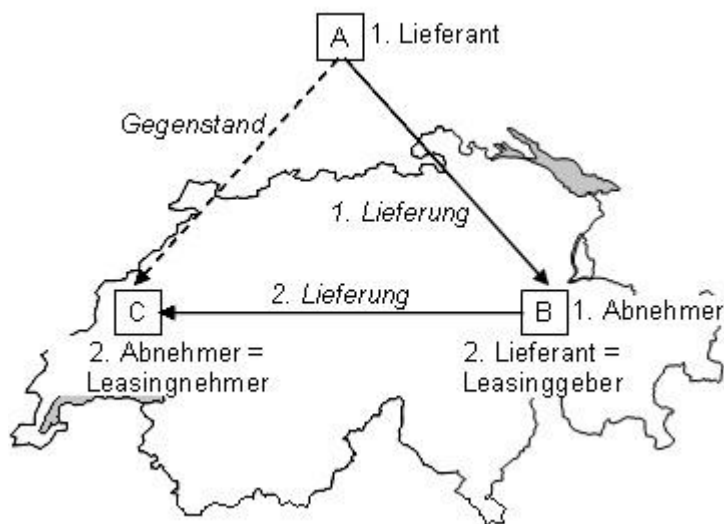 A 1. Lieferant
Gegenstand
1. Lieferung
2. Lieferung
C
B 1. Abnehmer
2. Abnehmer =
Leasingnehmer
2. Lieferant =
Leasinggeber